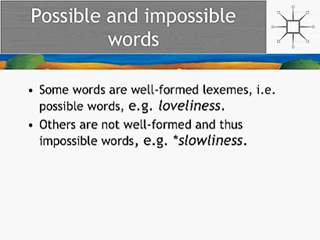 Possible and impossible
words
• Some words are well-formed lexemes, i.e.
possible words, e.g. loveliness.
• Others are not well-formed and thus
impossible words, e.g. *slowliness.